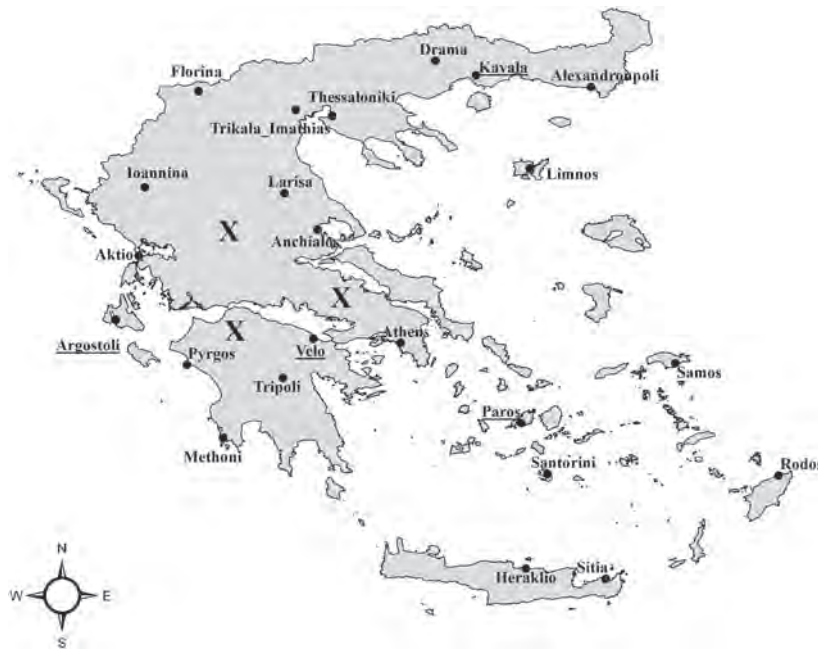 Drama
Florina
Kavala
Alexandroupoli
Thessaloniki
Trikala_Imathias
Limnos
Ioannina
Larisa
X
Anchialos
Aktio
X
Argostoli
X
Velo
Athens
Pyrgos
Tripoli
Samos
Paros
Methoni
Santorini
Rodos
Heraklio
Sitia
N
W
E
S